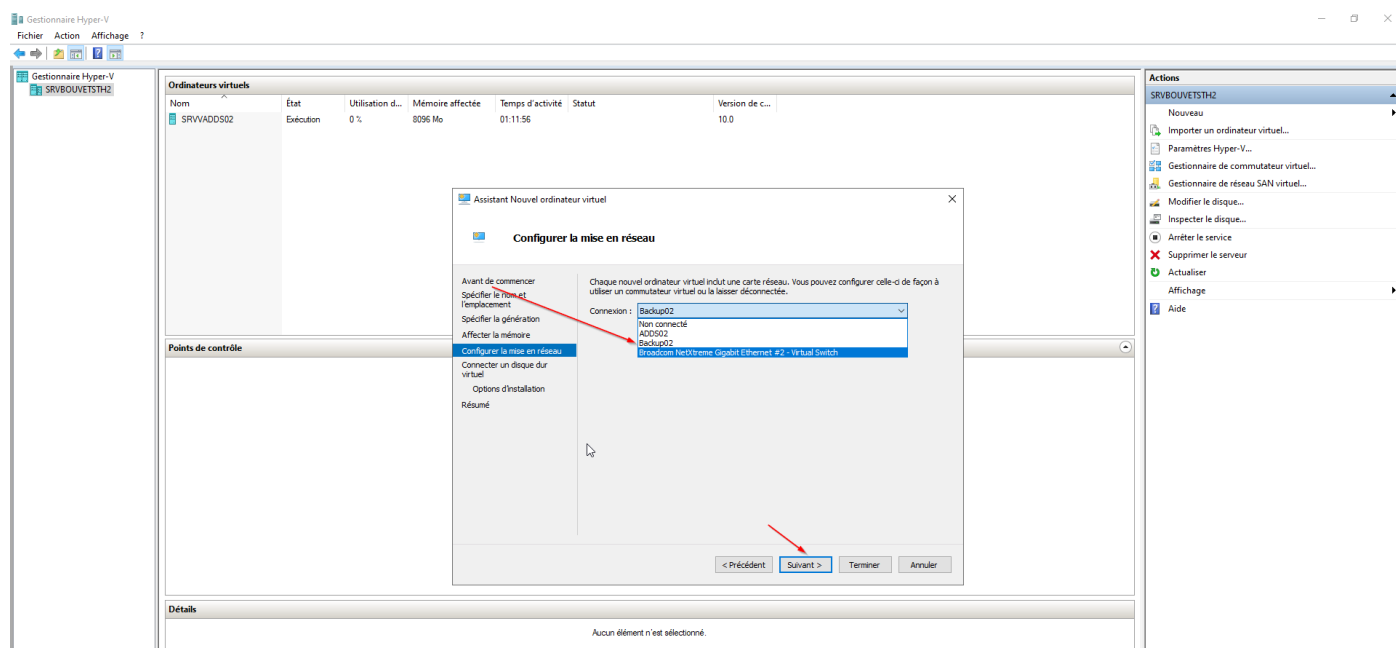 Gestionnaire Hyper-V
Fichier Action Affichage ?
Gestionnaire Hyper-V
SRVBOUVETSTH2
Ordinateurs virtuels
Nom État Utilisation d... Mémoire affectée Temps d'activité Statut Version de c...
SRVVADDS02 Exécution 0 % 8096 Mo 01:11:56 10.0
Assistant Nouvel ordinateur virtuel
Configurer la mise en réseau
Avant de commencer
Spécifier le nom et
l'emplacement
Spécifier la génération
Affecter la mémoire
Configurer la mise en réseau
Connecter un disque dur
virtuel
Options d'installation
Résumé
Chaque nouvel ordinateur virtuel inclut une carte réseau. Vous pouvez configurer celle-ci de façon à
utiliser un commutateur virtuel ou la laisser déconnectée.
Connexion : Backup02
Non connecté
ADDS02
Backup02
Broadcom NetXtreme Gigabit Ethernet #2 - Virtual Switch
< Précédent Suivant > Terminer Annuler
Points de contrôle
Détails
Aucun élément n'est sélectionné.
Actions
SRVBOUVETSTH2
Nouveau
Importer un ordinateur virtuel...
Paramètres Hyper-V...
Gestionnaire de commutateur virtuel...
Gestionnaire de réseau SAN virtuel...
Modifier le disque...
Inspecter le disque...
Arrêter le service
Supprimer le serveur
Actualiser
Affichage
Aide